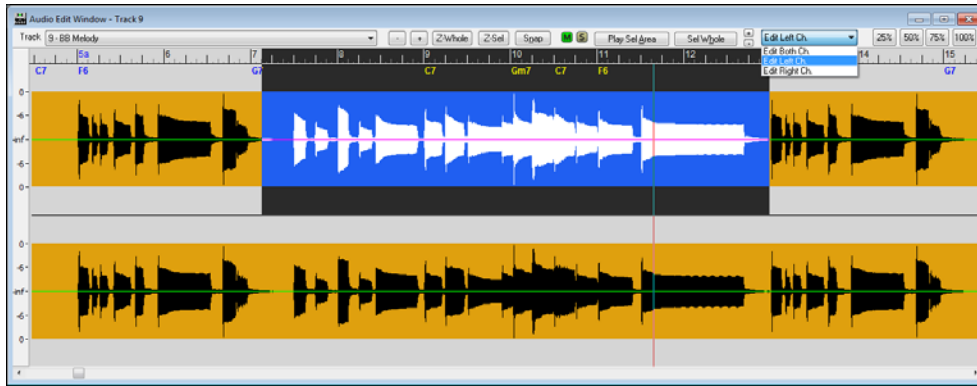 Audio Edit Window - Track 9
Track 9 - BB Melody - + Z-Whole Z-Sel Snap M S Play Sel Area Sel Whole Edit Left Ch. 25% 50% 75% 100%
Edit Both Ch.
Edit Left Ch.
Edit Right Ch.
5a 6 7 8 9 10 11 12 14 15
C7 F6 G7 C7 Gm7 C7 F6 G7
0-
-6-
-inf-
-6-
0-
0-
-6-
-inf-
-6-
0-